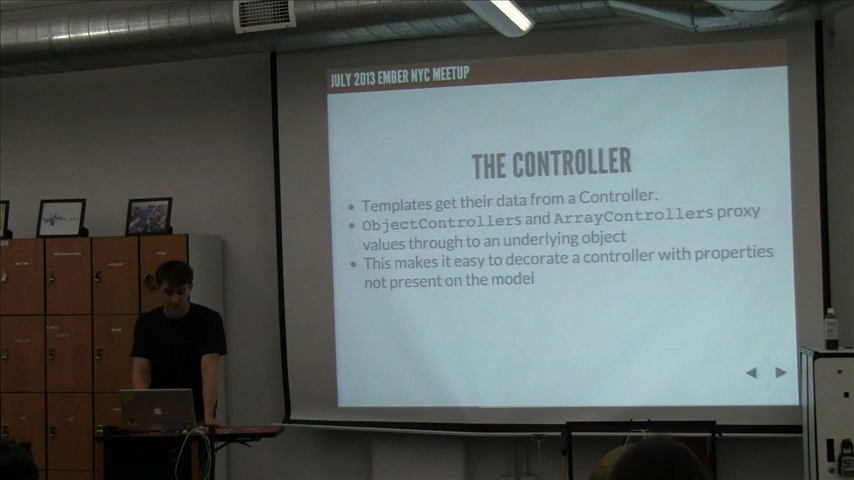 JULY 2013 EMBER NYC MEETUP
THE CONTROLLER
• Templates get their data from a Controller.
• ObjectControllers and ArrayControllers proxy
values through to an underlying object
• This makes it easy to decorate a controller with properties
not present on the model